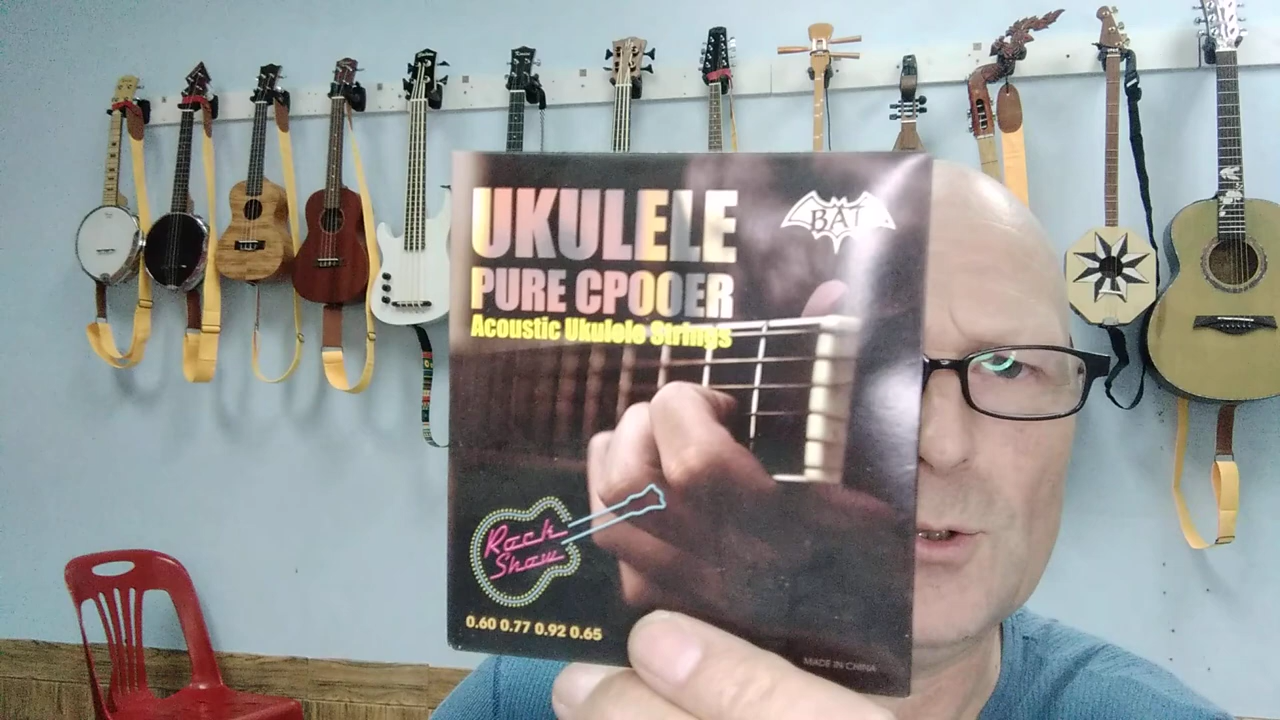 UKULELE
BAT
PURE CPOOER
Acoustic Ukulele Strings
Rock
Show
0.60 0.77 0.92 0.65
MADE IN CHINA